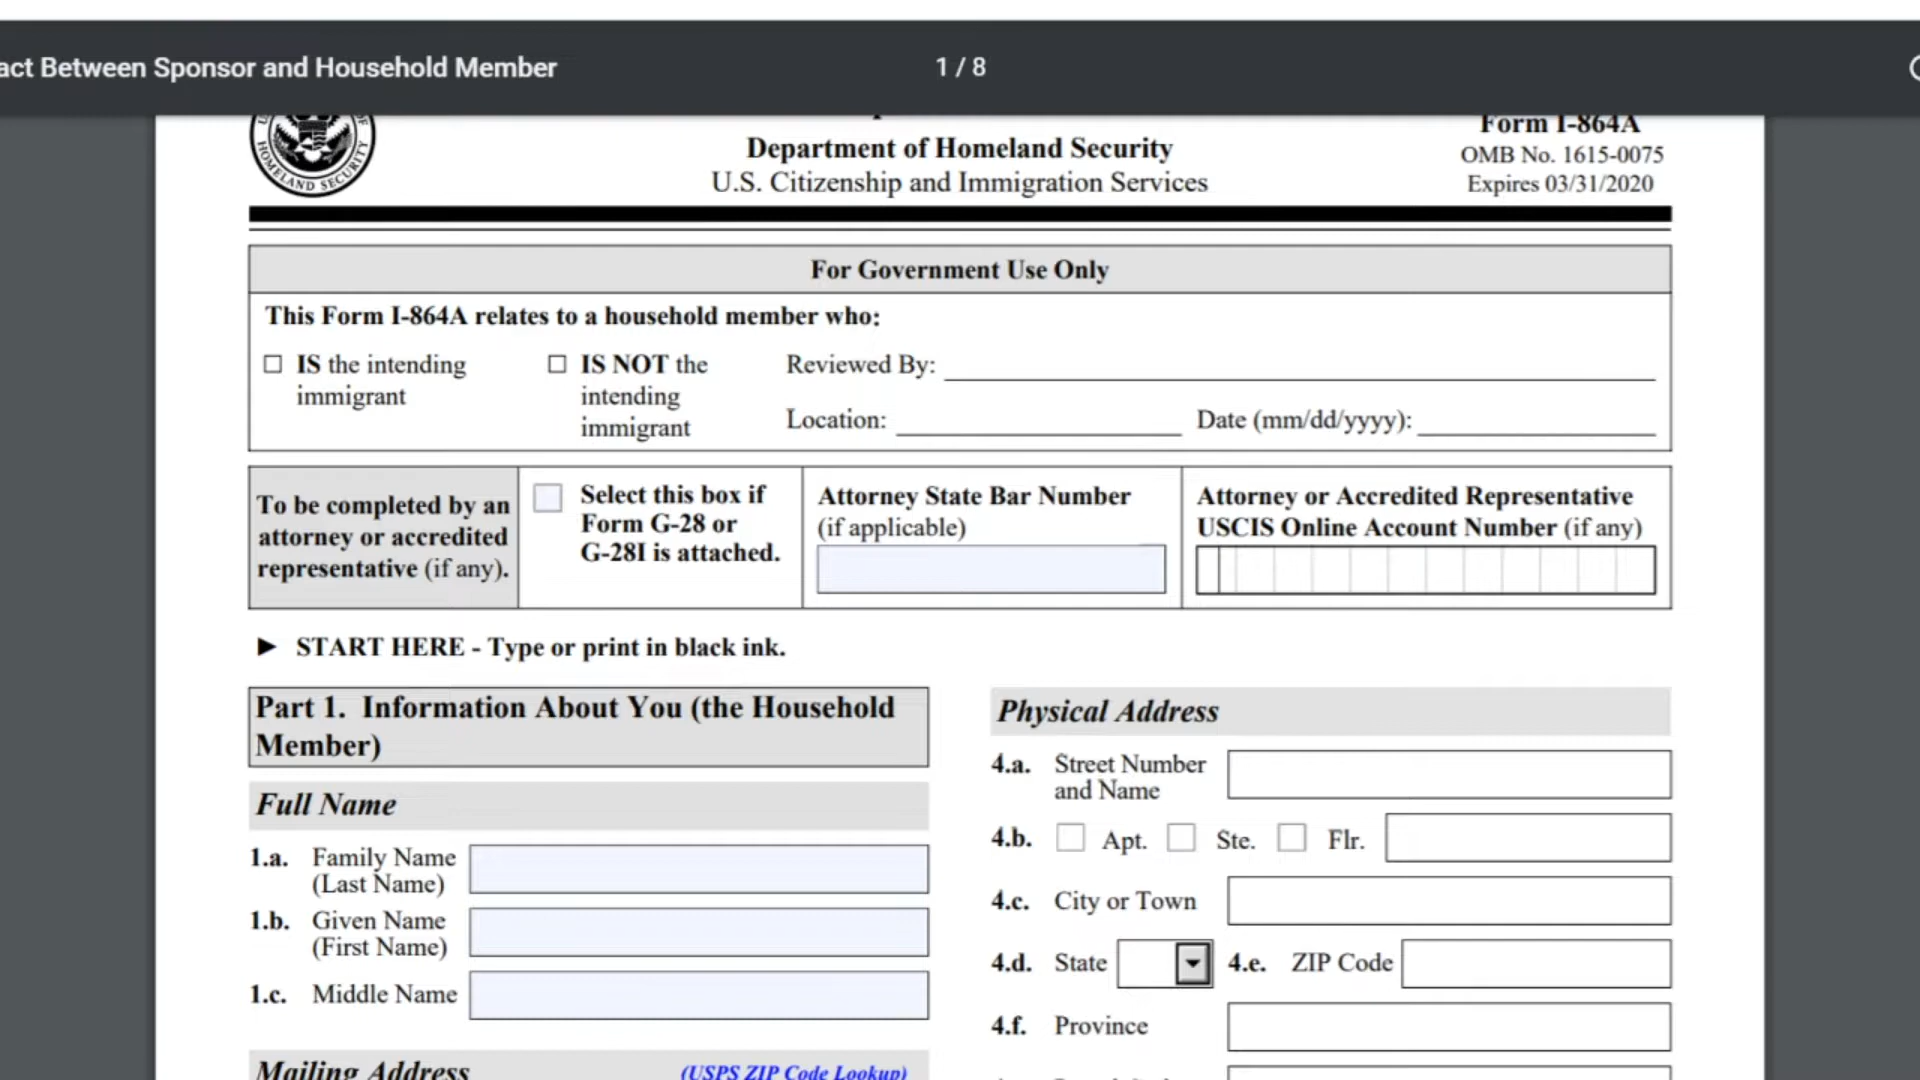 act Between Sponsor and Household Member
1 / 8
HOMELAND SECURITY
Department of Homeland Security
U.S. Citizenship and Immigration Services
Form I-864A
OMB No. 1615-0075
Expires 03/31/2020
For Government Use Only
This Form I-864A relates to a household member who:
IS the intending
immigrant
IS NOT the
intending
immigrant
Reviewed By:
Location:
Date (mm/dd/yyyy):
To be completed by an
attorney or accredited
representative (if any).
Select this box if
Form G-28 or
G-28I is attached.
Attorney State Bar Number
(if applicable)
Attorney or Accredited Representative
USCIS Online Account Number (if any)
► START HERE - Type or print in black ink.
Part 1. Information About You (the Household
Member)
Full Name
1.a. Family Name
(Last Name)
1.b. Given Name
(First Name)
1.c. Middle Name
Mailing Address (USPS ZIP Code Lookup)
Physical Address
4.a. Street Number
and Name
4.b. Apt. Ste. Flr.
4.c. City or Town
4.d. State 4.e. ZIP Code
4.f. Province